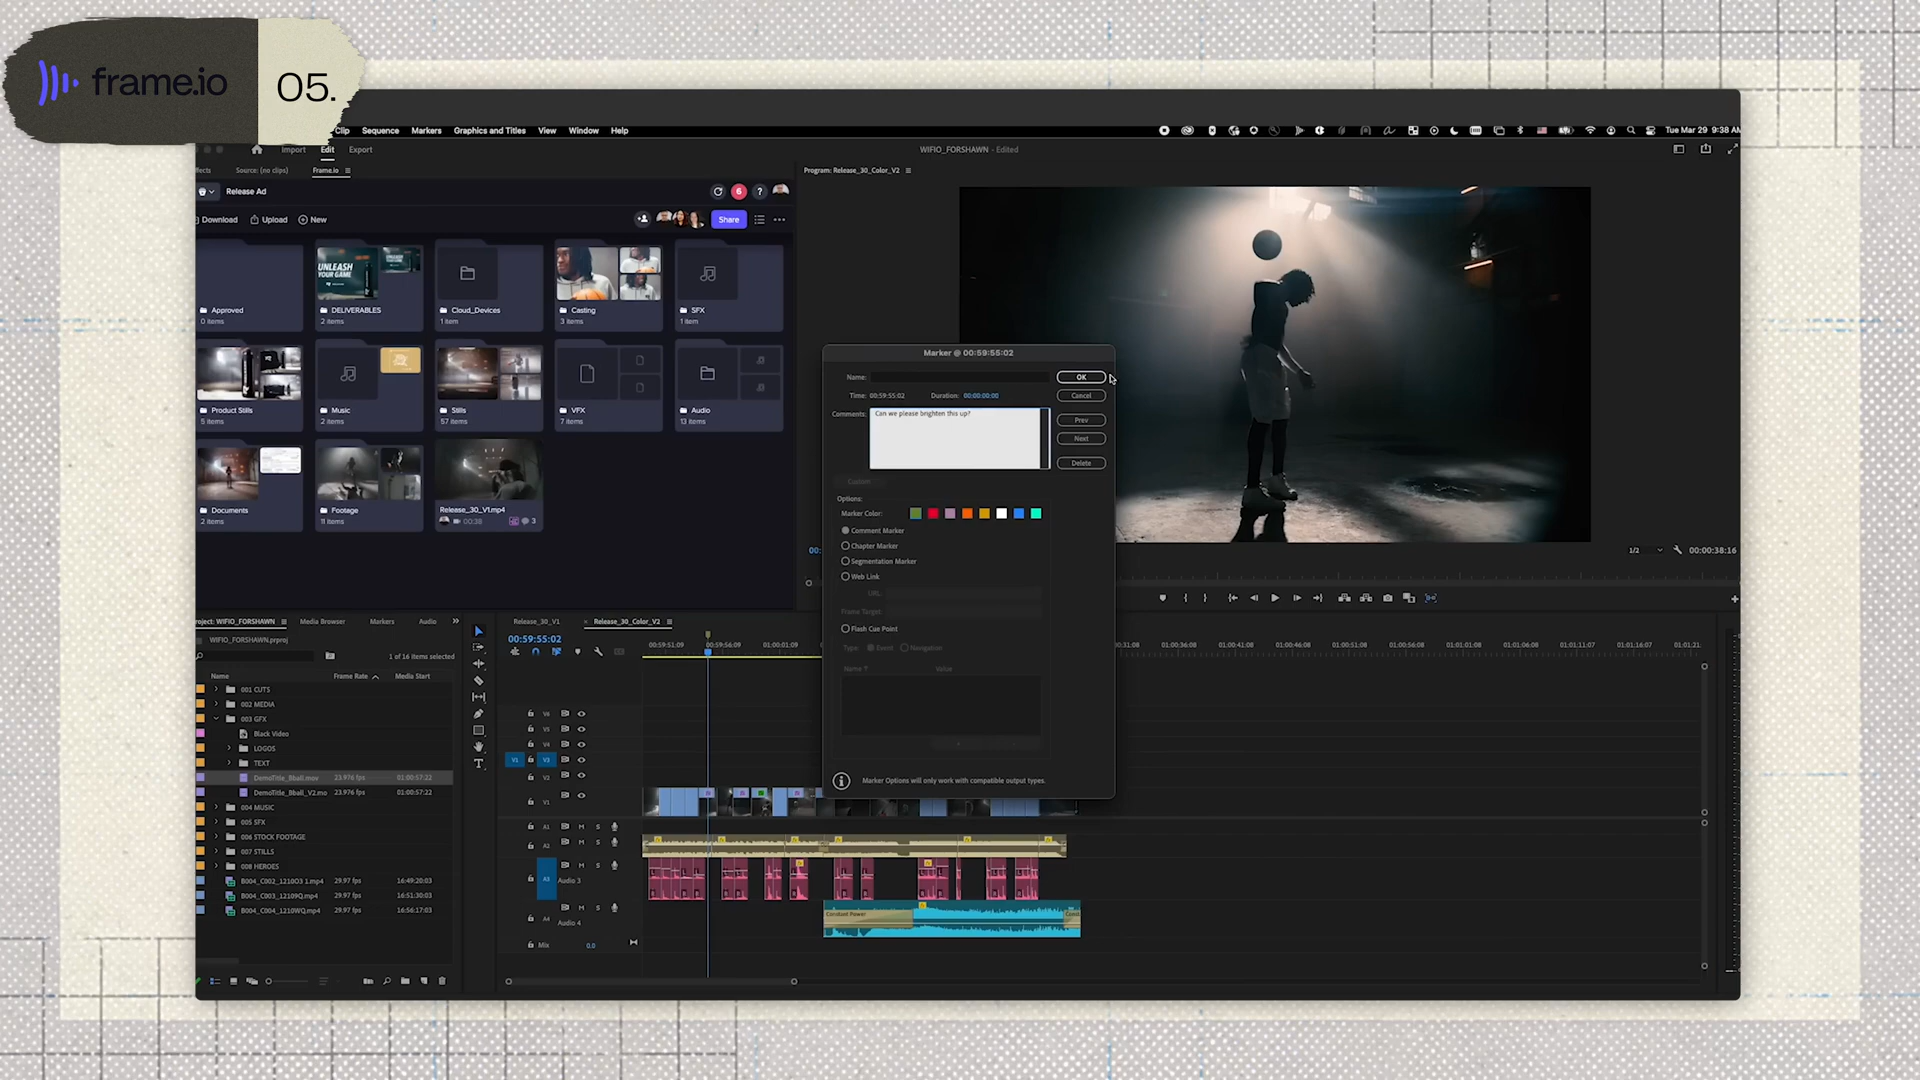 frame.io
05.
Clip Sequence Markers Graphics and Titles View Window Help
Tue Mar 29 9:38 AM
Import Edit Export
WIFIO_FORSHAWN - Edited
ffects Source: (no clips) Frame.io
Program: Release_30_Color_V2
Release Ad
6 ?
Download Upload New
Share
UNLEASH
YOUR GAME
Approved
0 items
DELIVERABLES
2 items
Cloud_Devices
1 item
Casting
3 items
SFX
1 item
Product Stills
5 items
Music
2 items
Stills
57 items
VFX
7 items
Audio
13 items
Documents
2 items
Footage
11 items
Release_30_V1.mp4
00:38
3
Marker @ 00:59:55:02
Name:
OK
Time: 00:59:55:02 Duration: 00:00:00:00
Cancel
Comments: Can we please brighten this up?
Prev
Next
Delete
Custom
Options:
Marker Color:
Comment Marker
Chapter Marker
Segmentation Marker
Web Link
URL:
Frame Target:
Flash Cue Point
Type: Event Navigation
Name Value
Marker Options will only work with compatible output types.
00:
1/2
00:00:38:16
roject: WIFIO_FORSHAWN Media Browser Markers Audio
WIFIO_FORSHAWN.prproj
1 of 16 items selected
Name Frame Rate Media Start
001 CUTS
002 MEDIA
003 GFX
Black Video
LOGOS
TEXT
DemoTitle_Bball.mov 23.976 fps 01:00:57:22
DemoTitle_Bball_V2.mo 23.976 fps 01:00:57:22
004 MUSIC
005 SFX
006 STOCK FOOTAGE
007 STILLS
008 HEROES
B004_C002_1210O3 1.mp4 29.97 fps 16:49:20:03
B004_C003_12109Q.mp4 29.97 fps 16:51:30:03
B004_C004_1210WQ.mp4 29.97 fps 16:56:17:03
Release_30_V1 Release_30_Color_V2
00:59:55:02
00:59:51:09 00:59:56:09 01:00:01:09
:31:08 01:00:36:08 01:00:41:08 01:00:46:08 01:00:51:08 01:00:56:08 01:01:01:08 01:01:06:08 01:01:11:07 01:01:16:07 01:01:21:
V6
V5
V4
V1 V3
V2
V1
A1 M S
A2 M S
A3 M S
Audio 3
A4 M S
Audio 4
Constant Power
Const
Mix 0.0